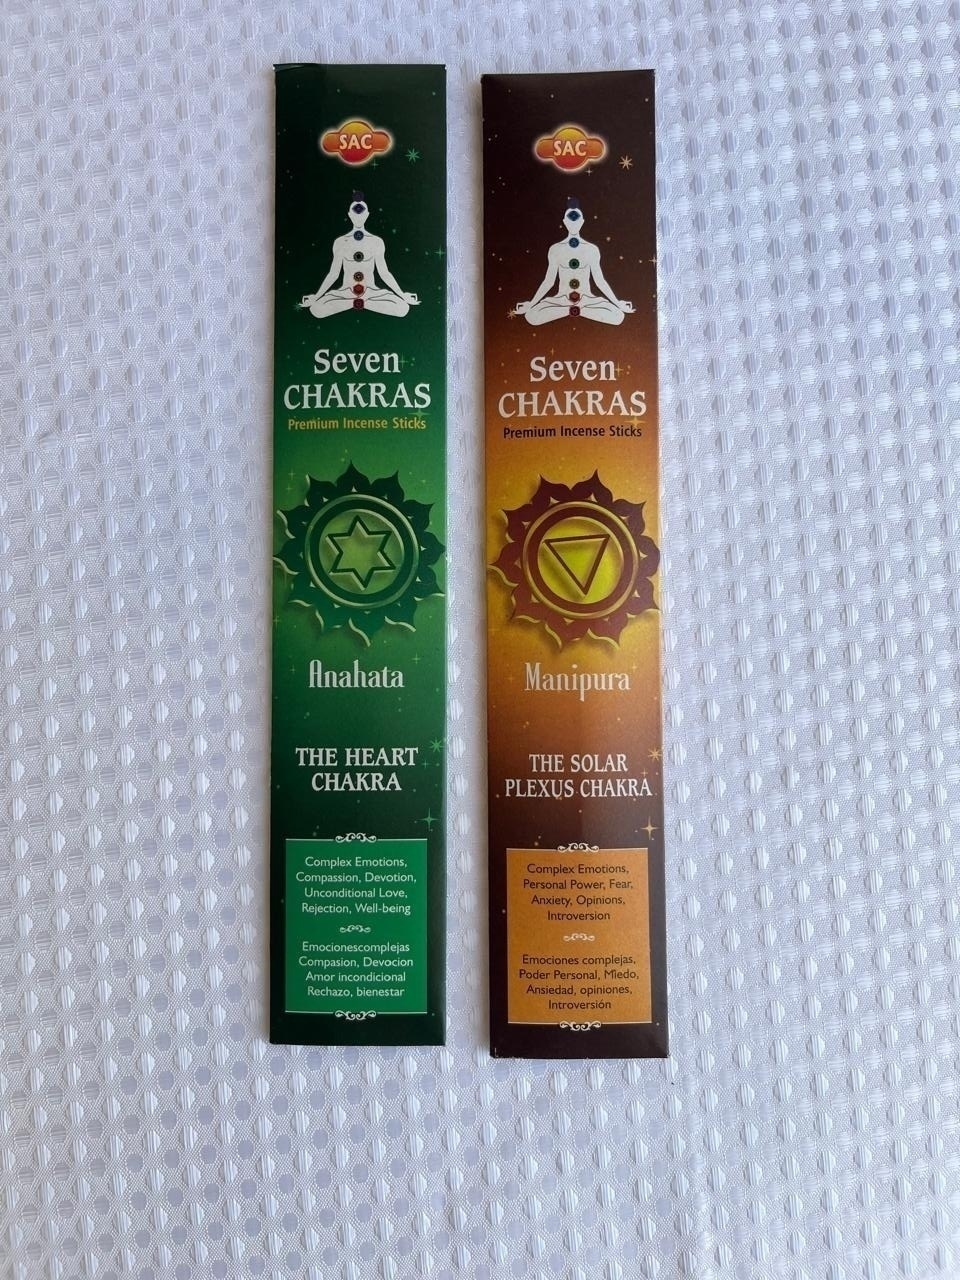 SAC
Seven
CHAKRAS
Premium Incense Sticks
Anahata
THE HEART
CHAKRA
Complex Emotions,
Compassion, Devotion,
Unconditional Love,
Rejection, Well-being
Emocionescomplejas
Compasion, Devocion
Amor incondicional
Rechazo, bienestar
SAC
Seven
CHAKRAS
Premium Incense Sticks
Manipura
THE SOLAR
PLEXUS CHAKRA
Complex Emotions,
Personal Power, Fear,
Anxiety, Opinions,
Introversion
Emociones complejas,
Poder Personal, Miedo,
Ansiedad, opiniones,
Introversión